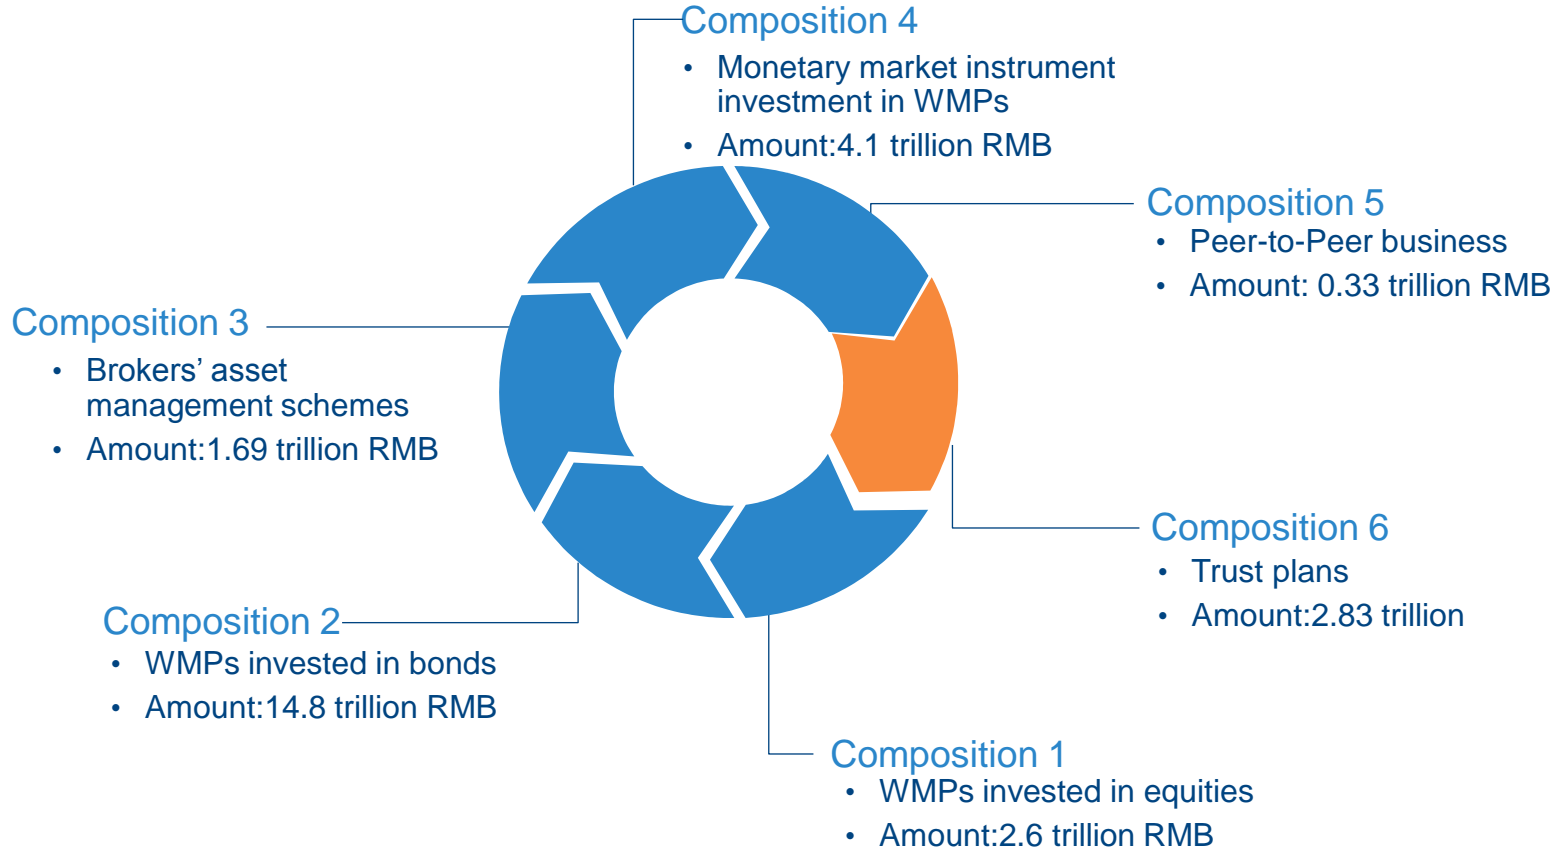 Composition 4
• Monetary market instrument
investment in WMPs
• Amount:4.1 trillion RMB
Composition 5
• Peer-to-Peer business
• Amount: 0.33 trillion RMB
Composition 3
• Brokers’ asset
management schemes
• Amount:1.69 trillion RMB
Composition 6
• Trust plans
• Amount:2.83 trillion
Composition 2
• WMPs invested in bonds
• Amount:14.8 trillion RMB
Composition 1
• WMPs invested in equities
• Amount:2.6 trillion RMB